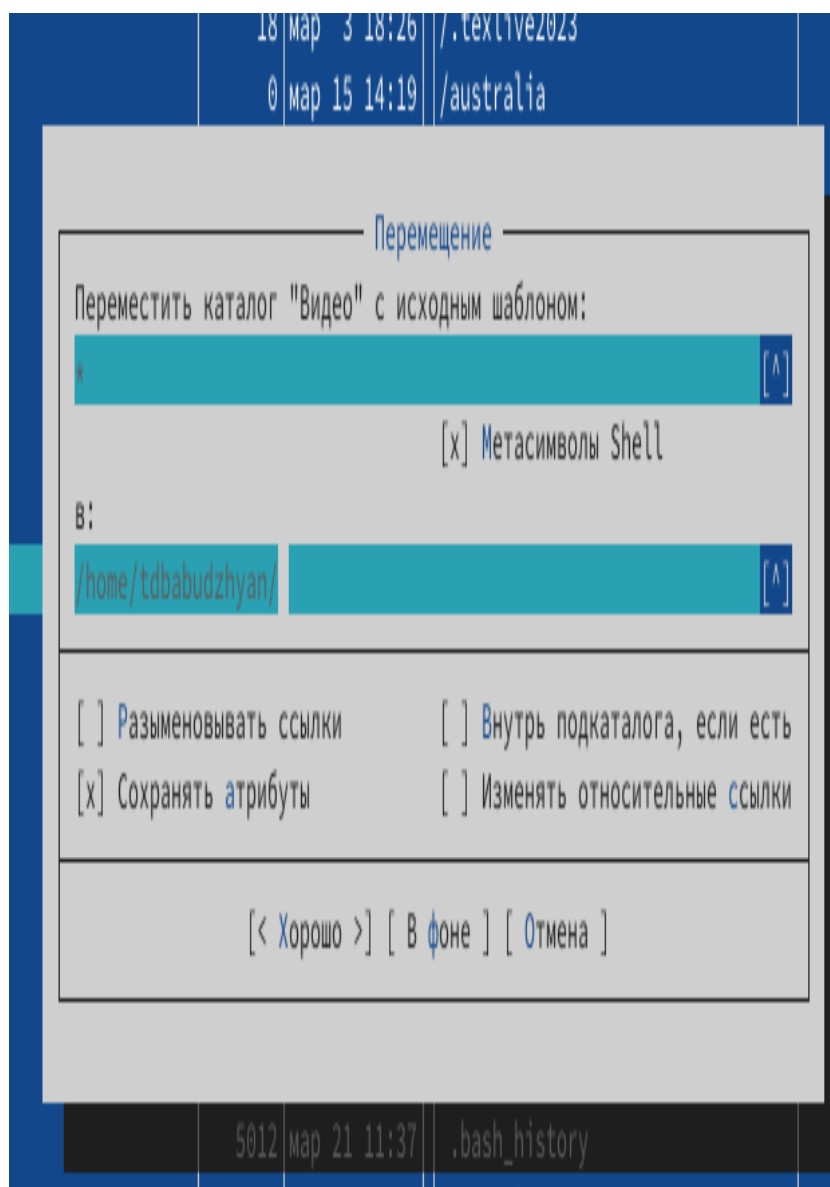 18 мар 3 18:26 /.texlive2023
0 мар 15 14:19 /australia
Перемещение
Переместить каталог "Видео" с исходным шаблоном:
* [^]
[x] Метасимволы Shell
в:
/home/tdbabudzhyan/ [^]
[ ] Разыменовывать ссылки [ ] Внутрь подкаталога, если есть
[x] Сохранять атрибуты [ ] Изменять относительные ссылки
[< Хорошо >] [ В фоне ] [ Отмена ]
5012 мар 21 11:37 .bash_history